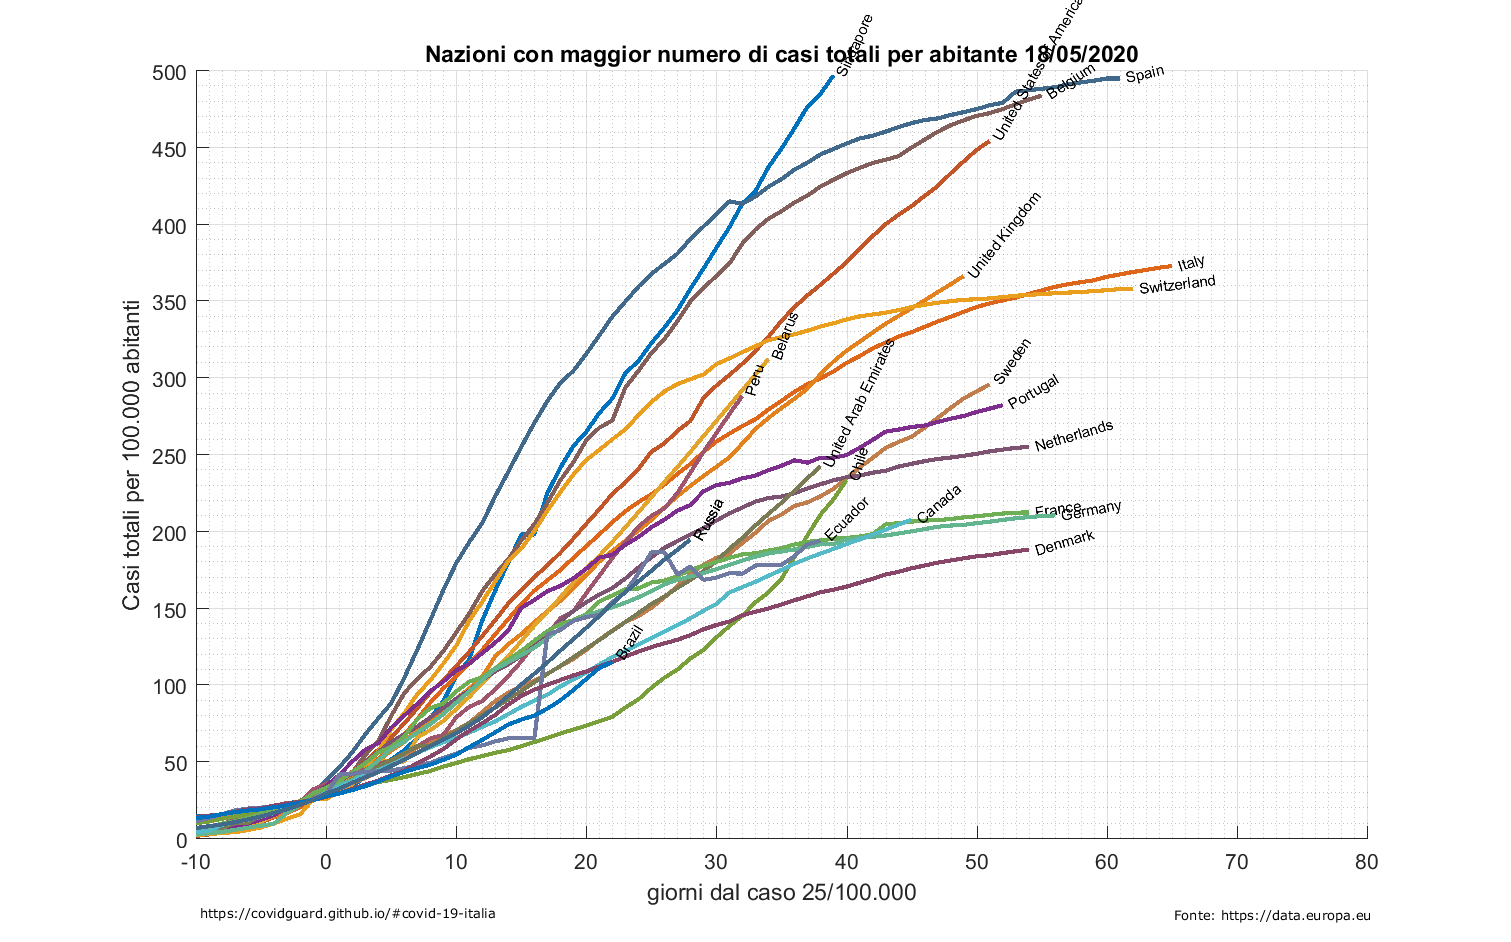 Nazioni con maggior numero di casi totali per abitante 18/05/2020
Singapore
United States of America
Belgium
Spain
United Kingdom
Italy
Switzerland
Belarus
Peru
United Arab Emirates
Sweden
Portugal
Chile
Netherlands
Russia
Ecuador
Canada
France
Germany
Denmark
Brazil
Casi totali per 100.000 abitanti
500
450
400
350
300
250
200
150
100
50
0
-10 0 10 20 30 40 50 60 70 80
giorni dal caso 25/100.000
https://covidguard.github.io/#covid-19-italia
Fonte: https://data.europa.eu